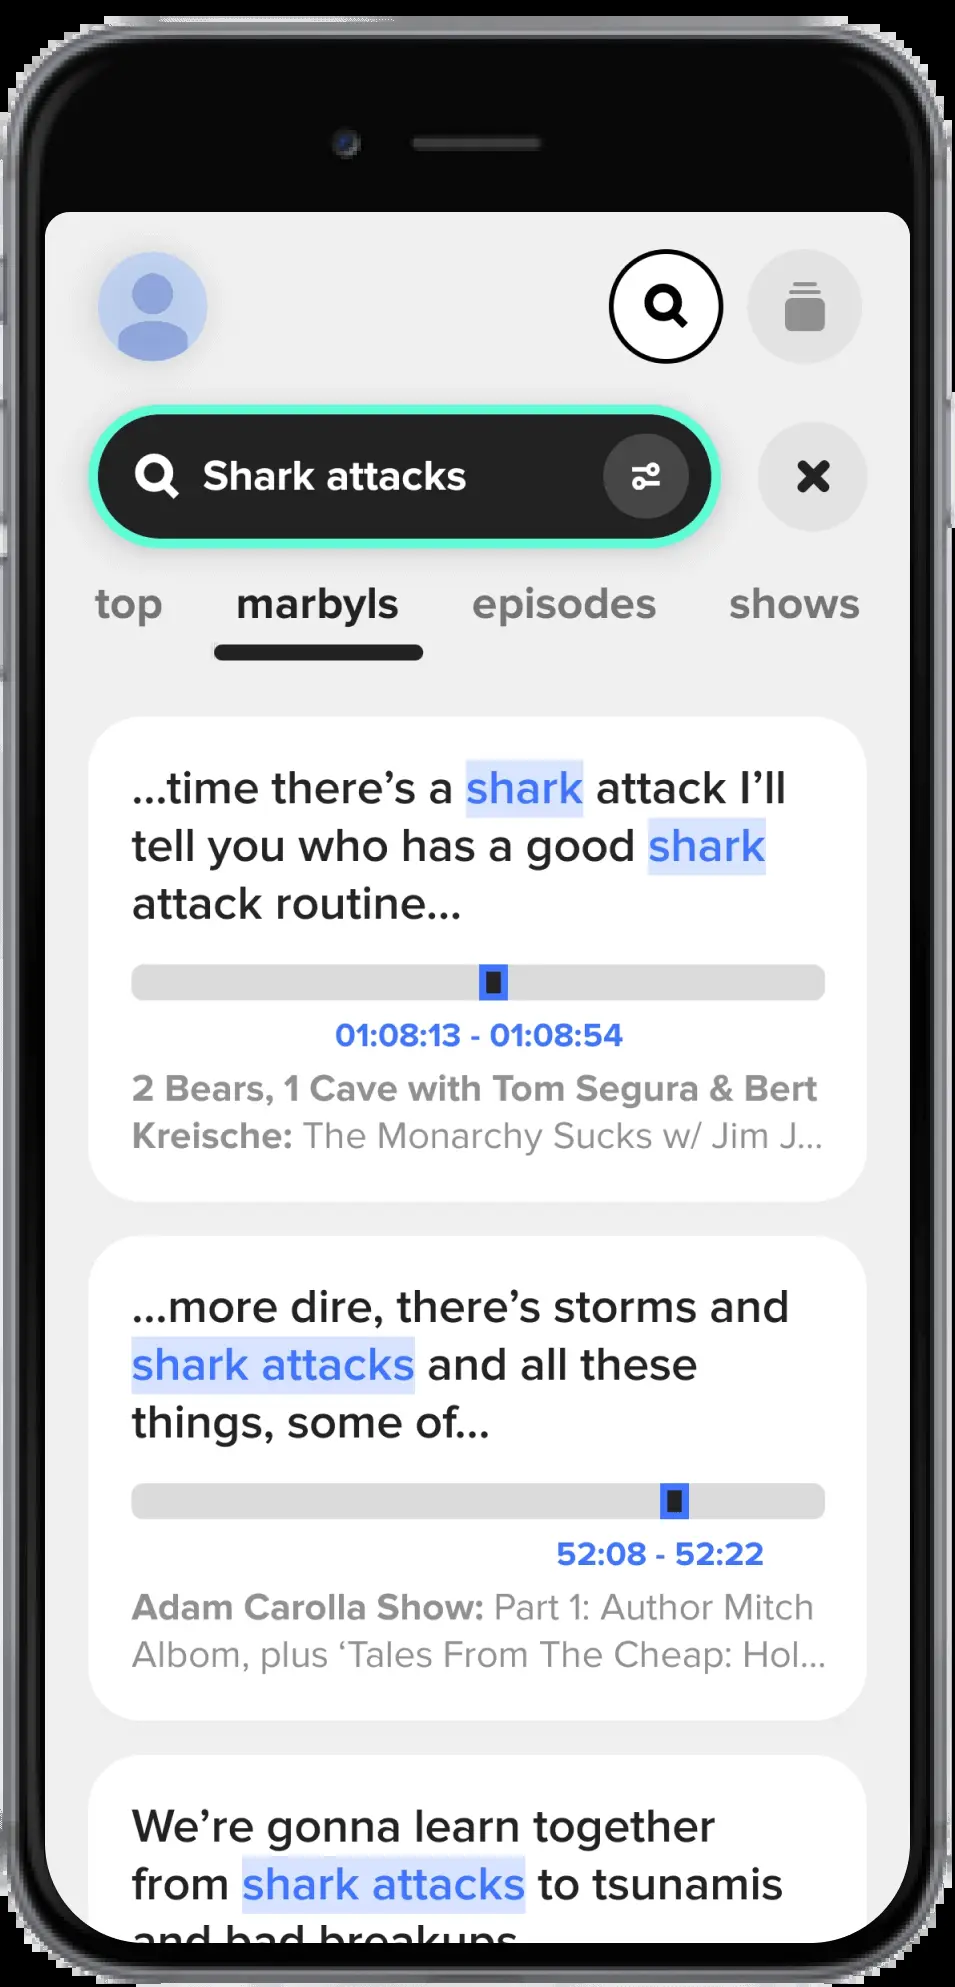 Shark attacks
top marbyls episodes shows
...time there’s a shark attack I’ll
tell you who has a good shark
attack routine...
01:08:13 - 01:08:54
2 Bears, 1 Cave with Tom Segura & Bert
Kreische: The Monarchy Sucks w/ Jim J...
...more dire, there’s storms and
shark attacks and all these
things, some of...
52:08 - 52:22
Adam Carolla Show: Part 1: Author Mitch
Albom, plus ‘Tales From The Cheap: Hol...
We’re gonna learn together
from shark attacks to tsunamis
and bad breakups